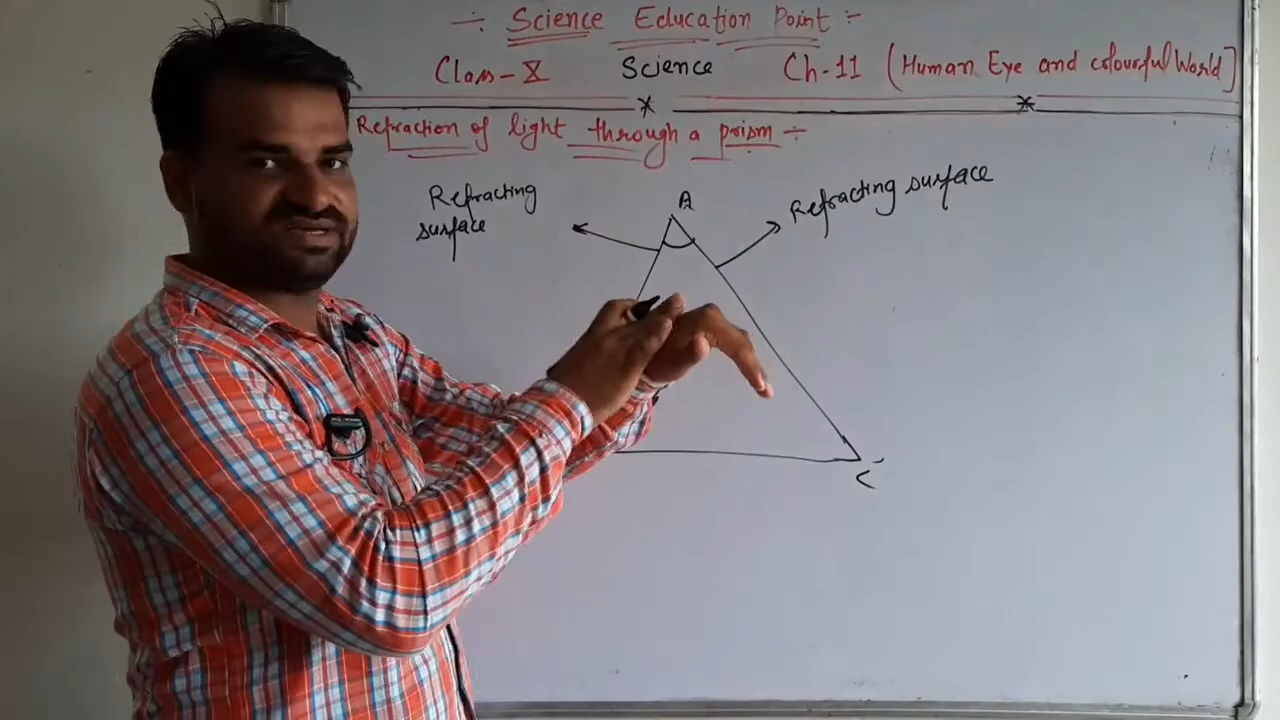 ÷ Science Education Point ÷
Class-X Science Ch-11 (Human Eye and colourful World]
Refraction of light through a prism ÷
Refracting surface
Refracting surface
A
C